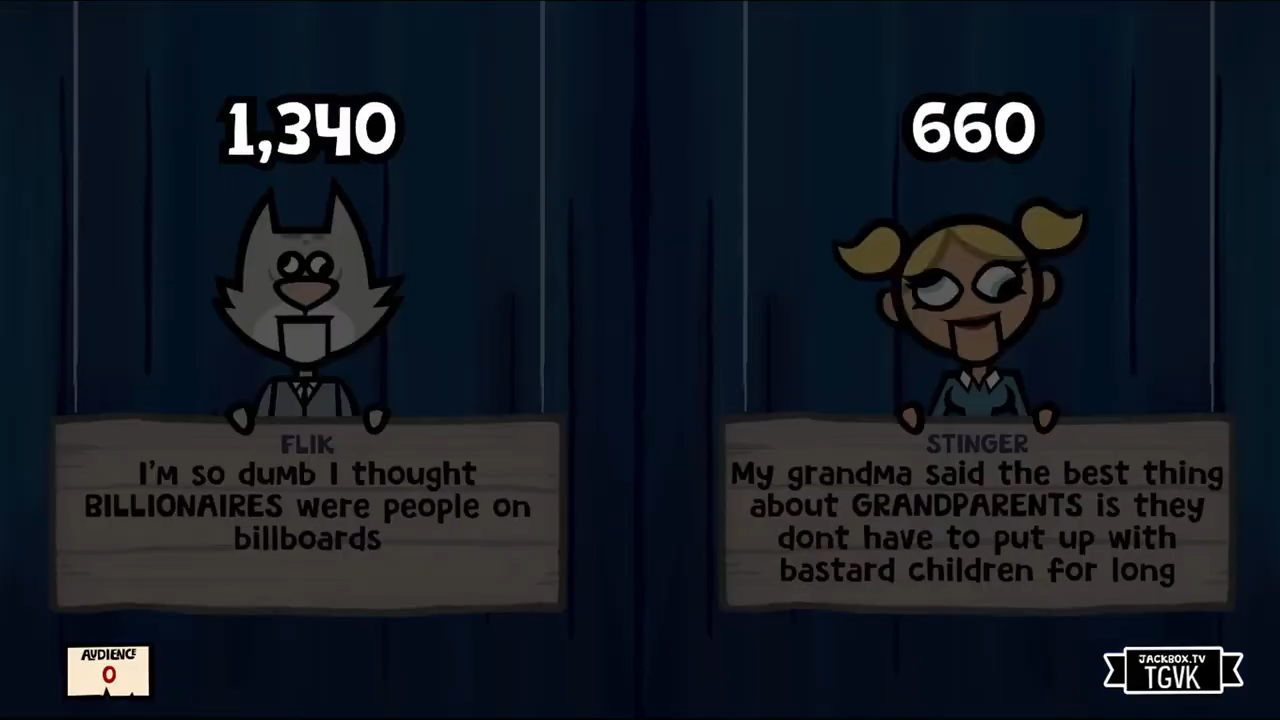 1,340
660
FLIK
I'm so dumb I thought
BILLIONAIRES were people on
billboards
STINGER
My grandma said the best thing
about GRANDPARENTS is they
dont have to put up with
bastard children for long
AUDIENCE
0
JACKBOX.TV
TGVK